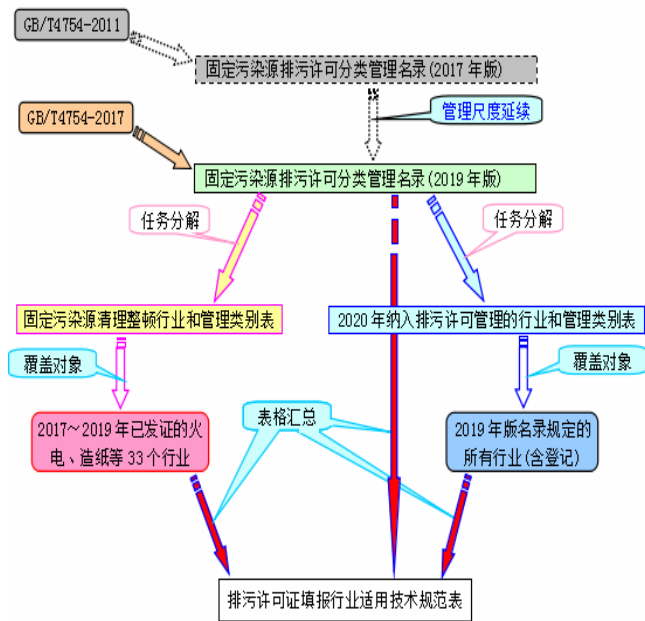 GB/T4754-2011
固定污染源排污许可分类管理名录(2017年版)
GB/T4754-2017
管理尺度延续
固定污染源排污许可分类管理名录(2019年版)
任务分解
任务分解
固定污染源清理整顿行业和管理类别表
2020年纳入排污许可管理的行业和管理类别表
覆盖对象
覆盖对象
2017～2019年已发证的火
电、造纸等33个行业
表格汇总
2019年版名录规定的
所有行业(含登记)
排污许可证填报行业适用技术规范表